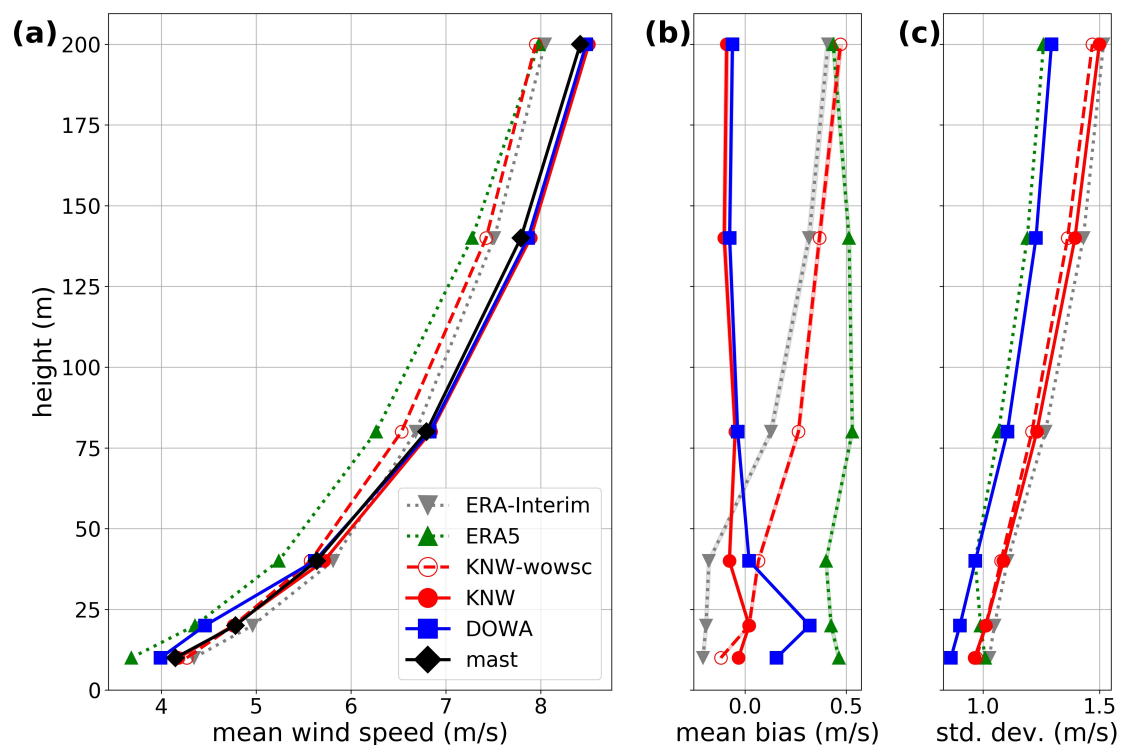 (a)
200
175
150
125
100
75
50
25
0
height (m)
4
5
6
7
8
mean wind speed (m/s)
ERA-Interim
ERA5
KNW-wowsc
KNW
DOWA
mast
(b)
0.0
0.5
mean bias (m/s)
(c)
1.0
1.5
std. dev. (m/s)